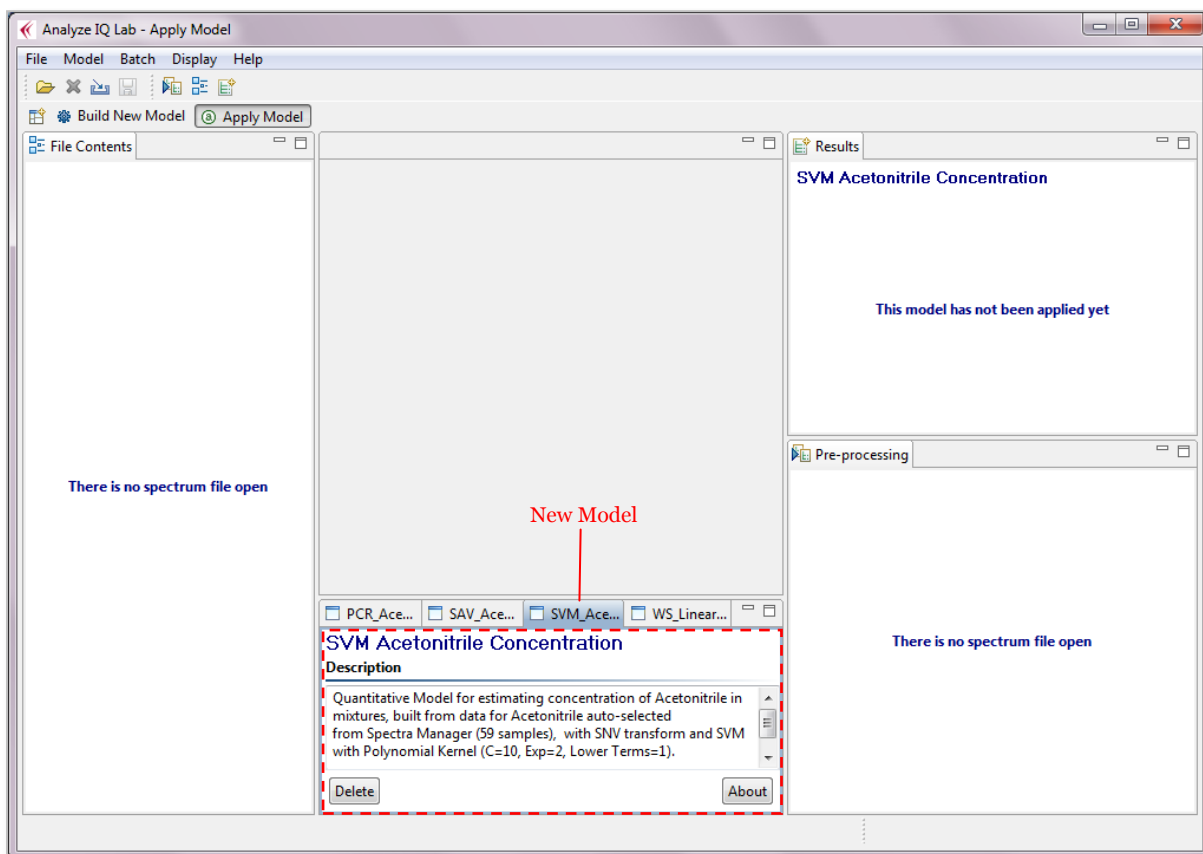 Analyze IQ Lab - Apply Model
File Model Batch Display Help
Build New Model a Apply Model
File Contents
There is no spectrum file open
Results
SVM Acetonitrile Concentration
This model has not been applied yet
Pre-processing
There is no spectrum file open
New Model
PCR_Ace... SAV_Ace... SVM_Ace... WS_Linear...
SVM Acetonitrile Concentration
Description
Quantitative Model for estimating concentration of Acetonitrile in
mixtures, built from data for Acetonitrile auto-selected
from Spectra Manager (59 samples), with SNV transform and SVM
with Polynomial Kernel (C=10, Exp=2, Lower Terms=1).
Delete About